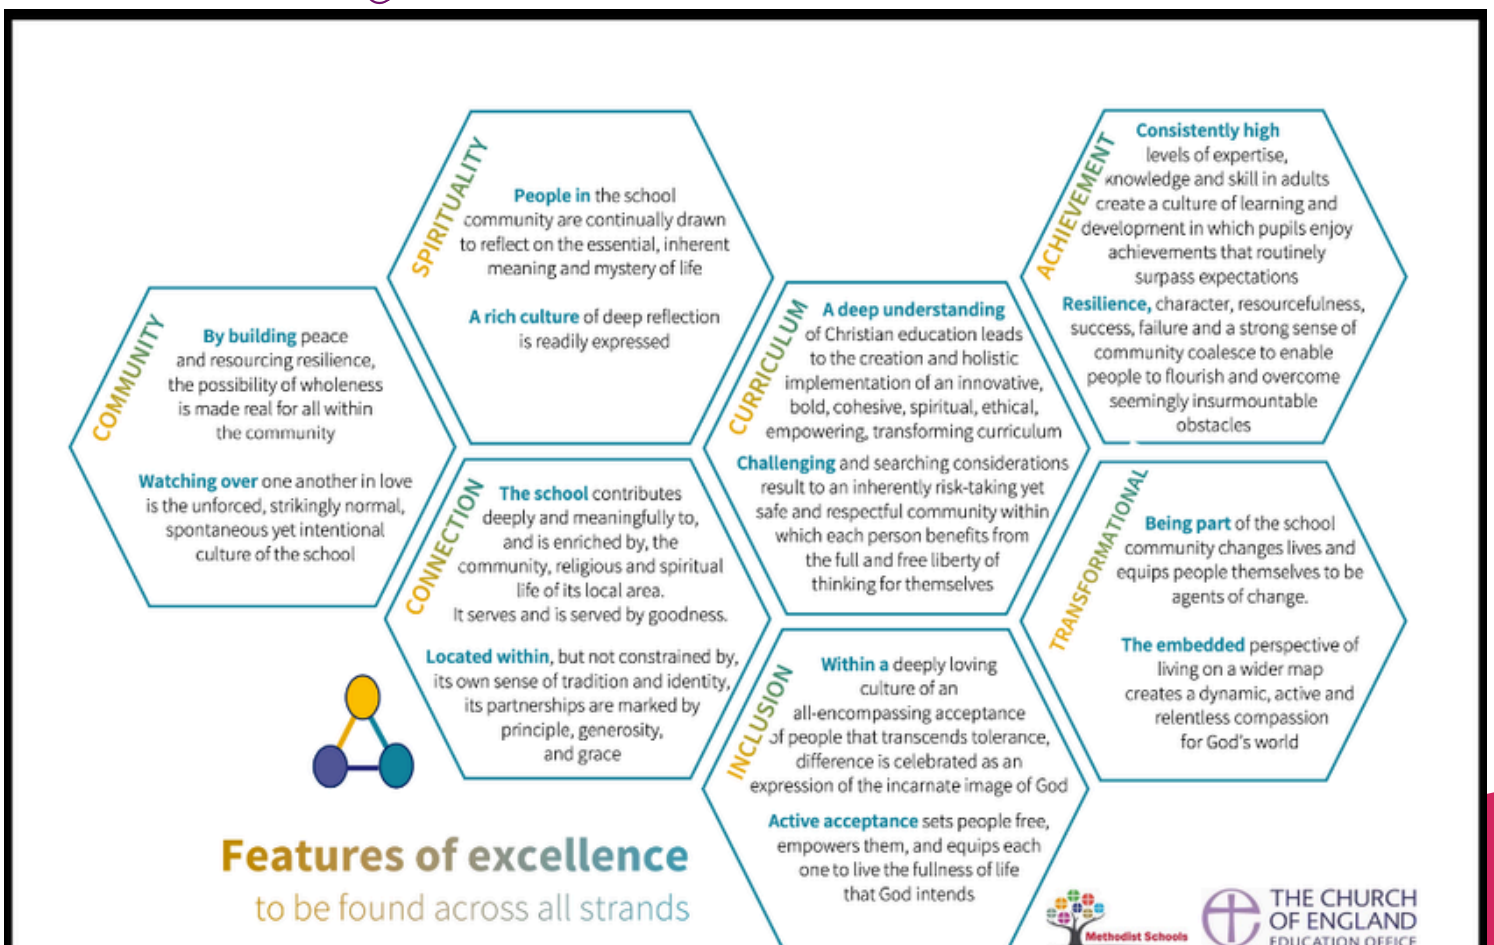 SPIRITUALITY
People in the school
community are continually drawn
to reflect on the essential, inherent
meaning and mystery of life
A rich culture of deep reflection
is readily expressed
ACHIEVEMENT
Consistently high
levels of expertise,
knowledge and skill in adults
create a culture of learning and
development in which pupils enjoy
achievements that routinely
surpass expectations
Resilience, character, resourcefulness,
success, failure and a strong sense of
community coalesce to enable
people to flourish and overcome
seemingly insurmountable
obstacles
COMMUNITY
By building peace
and resourcing resilience,
the possibility of wholeness
is made real for all within
the community
Watching over one another in love
is the unforced, strikingly normal,
spontaneous yet intentional
culture of the school
CURRICULUM
A deep understanding
of Christian education leads
to the creation and holistic
implementation of an innovative,
bold, cohesive, spiritual, ethical,
empowering, transforming curriculum
Challenging and searching considerations
result to an inherently risk-taking yet
safe and respectful community within
which each person benefits from
the full and free liberty of
thinking for themselves
CONNECTION
The school contributes
deeply and meaningfully to,
and is enriched by, the
community, religious and spiritual
life of its local area.
It serves and is served by goodness.
Located within, but not constrained by,
its own sense of tradition and identity,
its partnerships are marked by
principle, generosity,
and grace
TRANSFORMATIONAL
Being part of the school
community changes lives and
equips people themselves to be
agents of change.
The embedded perspective of
living on a wider map
creates a dynamic, active and
relentless compassion
for God's world
INCLUSION
Within a deeply loving
culture of an
all-encompassing acceptance
of people that transcends tolerance,
difference is celebrated as an
expression of the incarnate image of God
Active acceptance sets people free,
empowers them, and equips each
one to live the fullness of life
that God intends
Features of excellence
to be found across all strands
Methodist Schools
THE CHURCH
OF ENGLAND
EDUCATION OFFICE